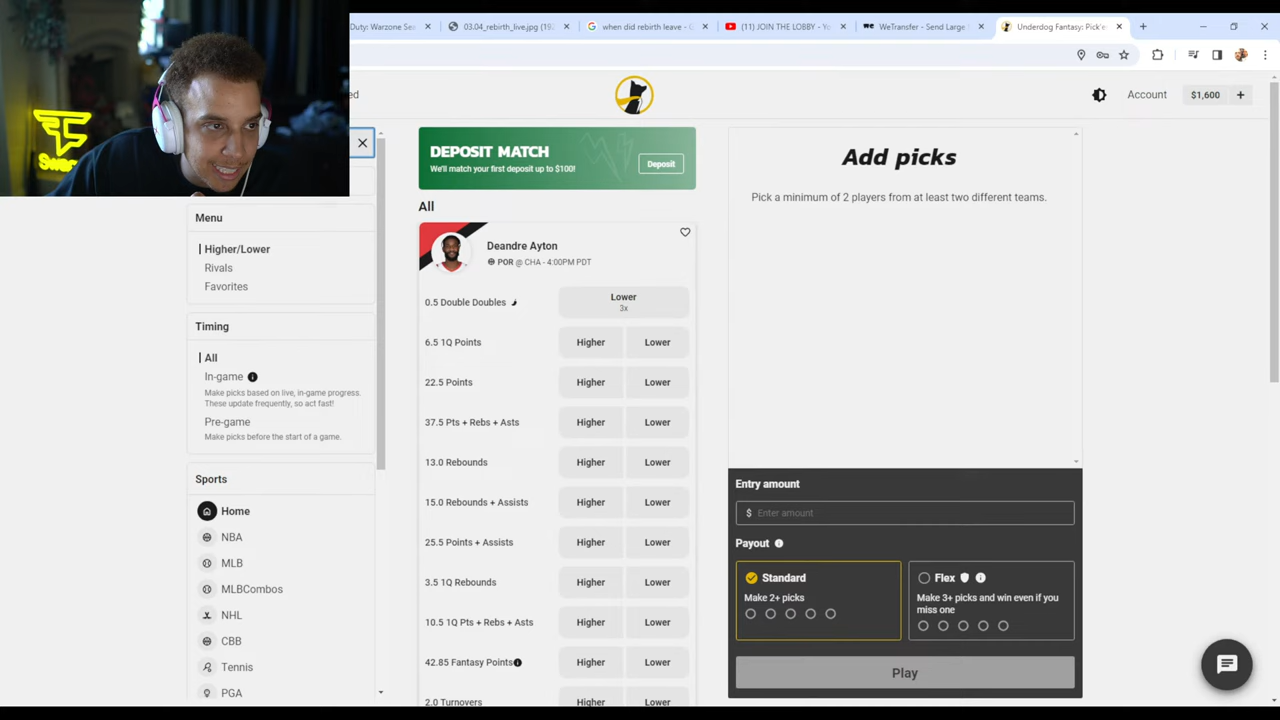 Duty: Warzone Sea
03.04_rebirth_live.jpg (192
when did rebirth leave - G
(11) JOIN THE LOBBY - Yo
WeTransfer - Send Large
Underdog Fantasy: Pick'e
ed
Account
$1,600 +
DEPOSIT MATCH
We'll match your first deposit up to $100!
Deposit
Menu
Higher/Lower
Rivals
Favorites
Timing
All
In-game
Make picks based on live, in-game progress.
These update frequently, so act fast!
Pre-game
Make picks before the start of a game.
Sports
Home
NBA
MLB
MLBCombos
NHL
CBB
Tennis
PGA
All
Deandre Ayton
POR @ CHA - 4:00PM PDT
0.5 Double Doubles
Lower
3x
6.5 1Q Points Higher Lower
22.5 Points Higher Lower
37.5 Pts + Rebs + Asts Higher Lower
13.0 Rebounds Higher Lower
15.0 Rebounds + Assists Higher Lower
25.5 Points + Assists Higher Lower
3.5 1Q Rebounds Higher Lower
10.5 1Q Pts + Rebs + Asts Higher Lower
42.85 Fantasy Points Higher Lower
2.0 Turnovers Higher Lower
Add picks
Pick a minimum of 2 players from at least two different teams.
Entry amount
$ Enter amount
Payout
Standard
Make 2+ picks
Flex
Make 3+ picks and win even if you
miss one
Play